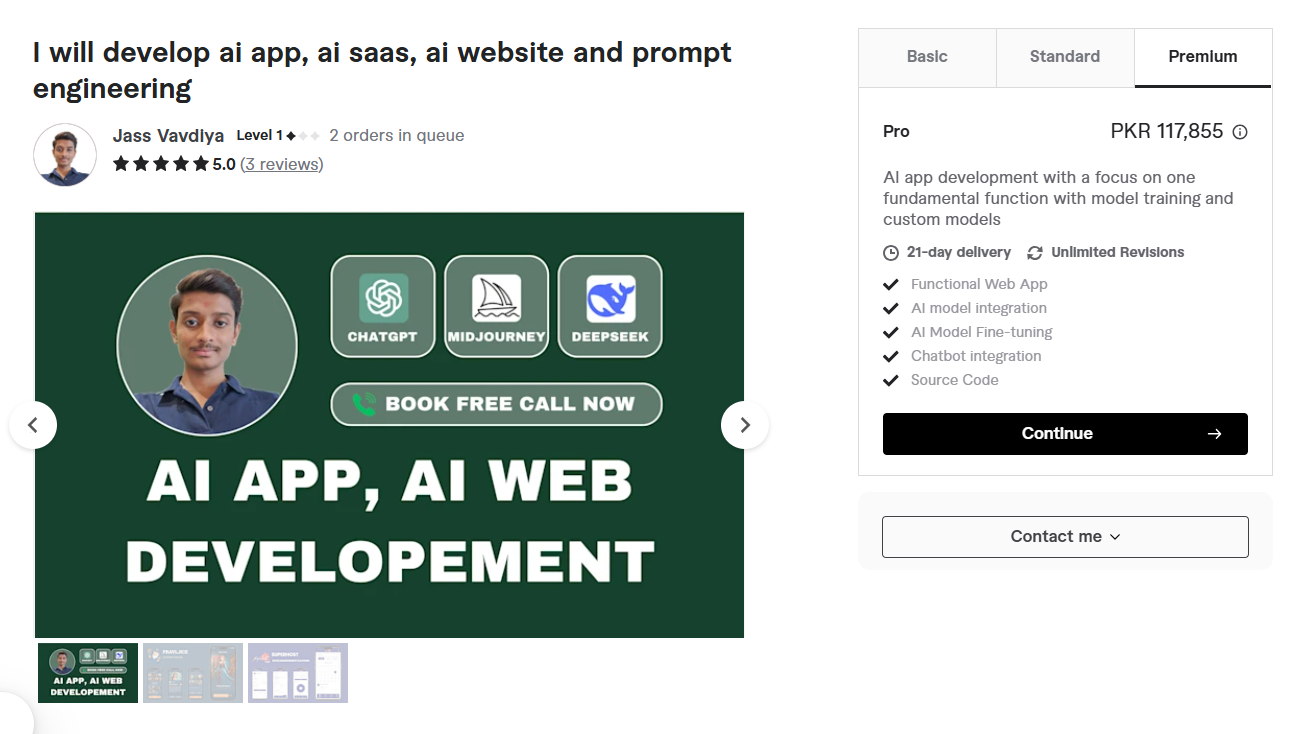 I will develop ai app, ai saas, ai website and prompt
engineering
Jass Vavdiya Level 1 2 orders in queue
5.0 (3 reviews)
CHATGPT MIDJOURNEY DEEPSEEK
BOOK FREE CALL NOW
AI APP, AI WEB
DEVELOPEMENT
AI APP, AI WEB
DEVELOPEMENT
Basic Standard Premium
Pro PKR 117,855
AI app development with a focus on one
fundamental function with model training and
custom models
21-day delivery Unlimited Revisions
Functional Web App
AI model integration
AI Model Fine-tuning
Chatbot integration
Source Code
Continue
Contact me